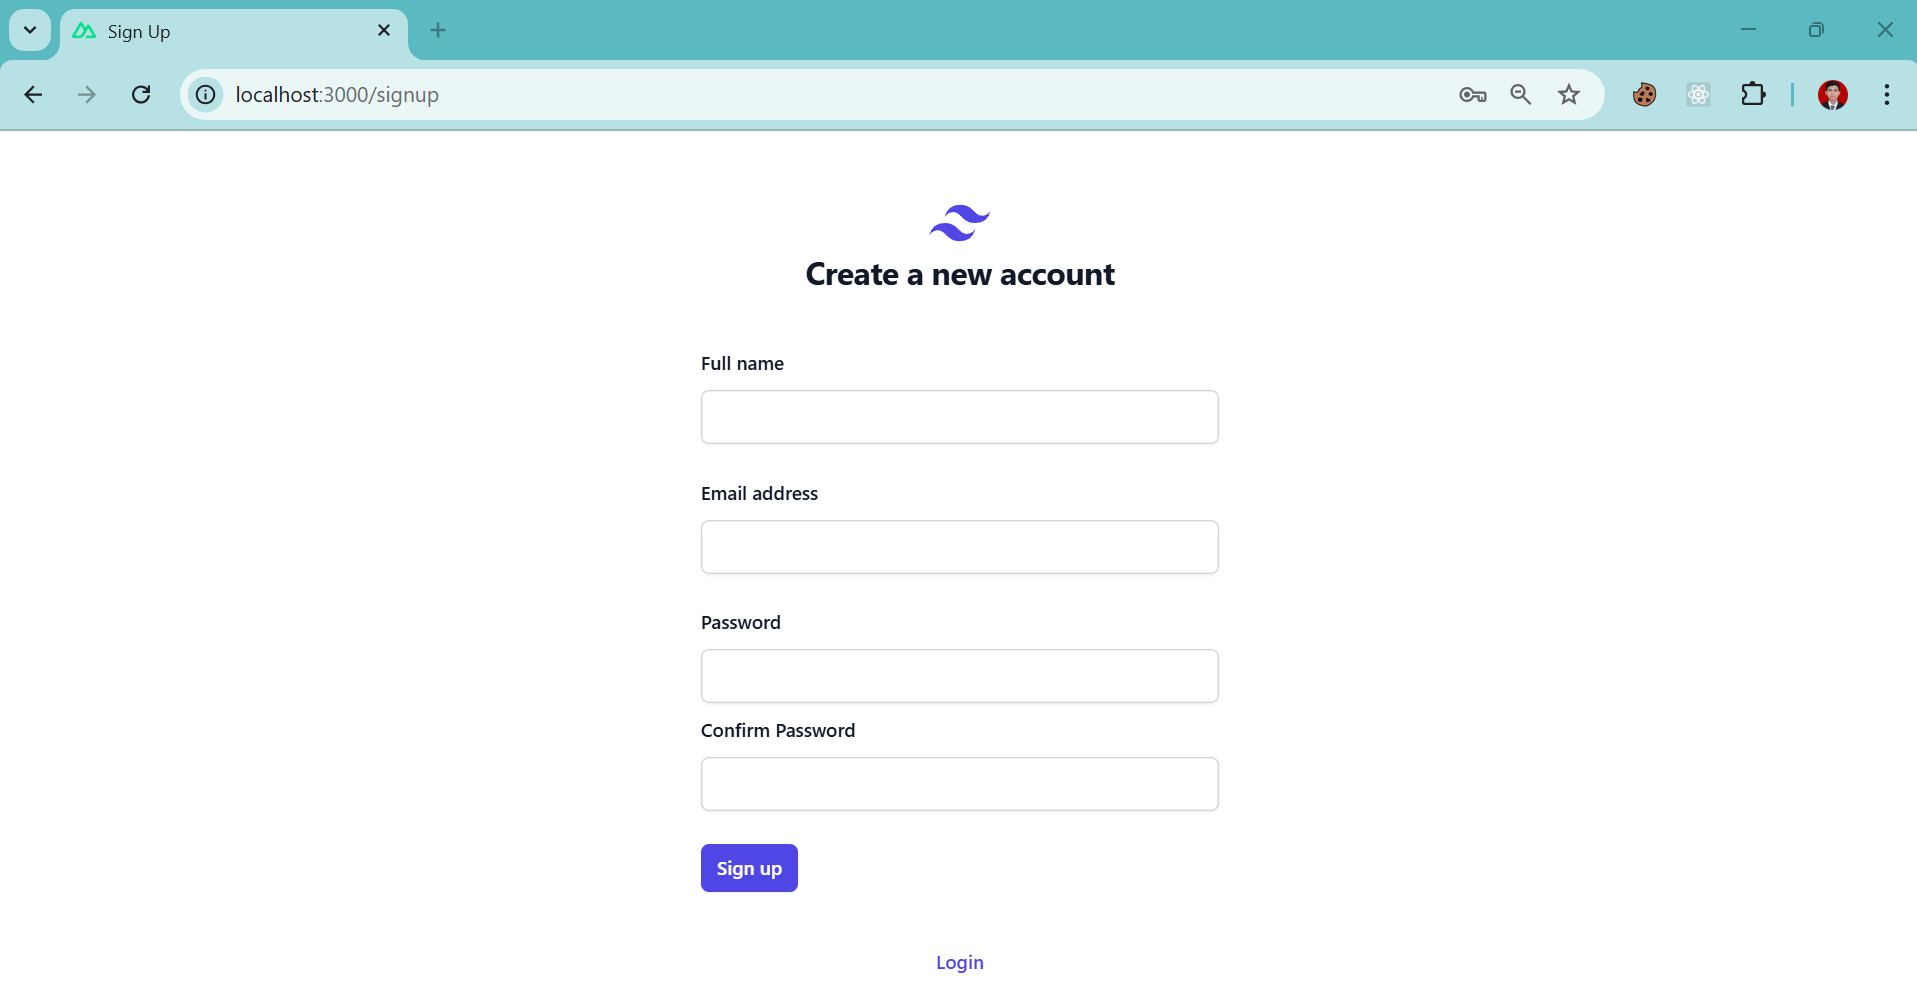 Sign Up
localhost:3000/signup
Create a new account
Full name
Email address
Password
Confirm Password
Sign up
Login